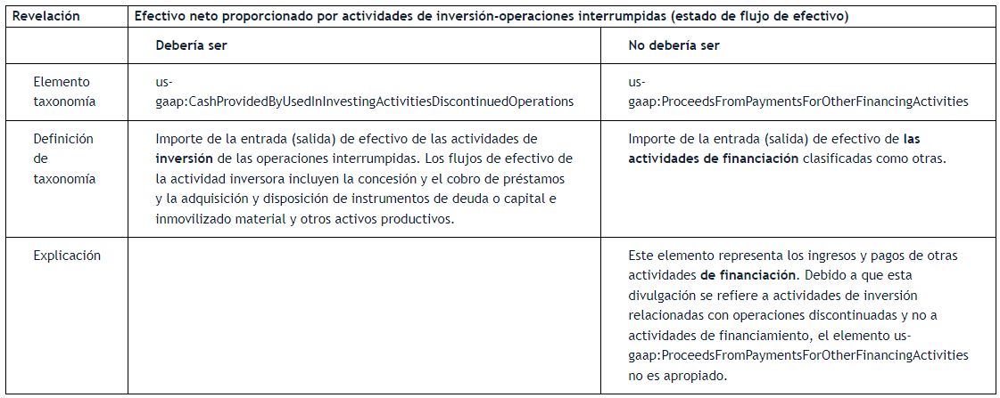 Revelación
Efectivo neto proporcionado por actividades de inversión-operaciones interrumpidas (estado de flujo de efectivo)
Debería ser
No debería ser
Elemento
taxonomía
us-
gaap:CashProvidedByUsedInInvestingActivitiesDiscontinuedOperations
us-
gaap:ProceedsFromPaymentsForOtherFinancingActivities
Definición
de
taxonomía
Importe de la entrada (salida) de efectivo de las actividades de
inversión de las operaciones interrumpidas. Los flujos de efectivo de
la actividad inversora incluyen la concesión y el cobro de préstamos
y la adquisición y disposición de instrumentos de deuda o capital e
inmovilizado material y otros activos productivos.
Importe de la entrada (salida) de efectivo de las
actividades de financiación clasificadas como otras.
Explicación
Este elemento representa los ingresos y pagos de otras
actividades de financiación. Debido a que esta
divulgación se refiere a actividades de inversión
relacionadas con operaciones discontinuadas y no a
actividades de financiamiento, el elemento us-
gaap:ProceedsFromPaymentsForOtherFinancingActivities
no es apropiado.